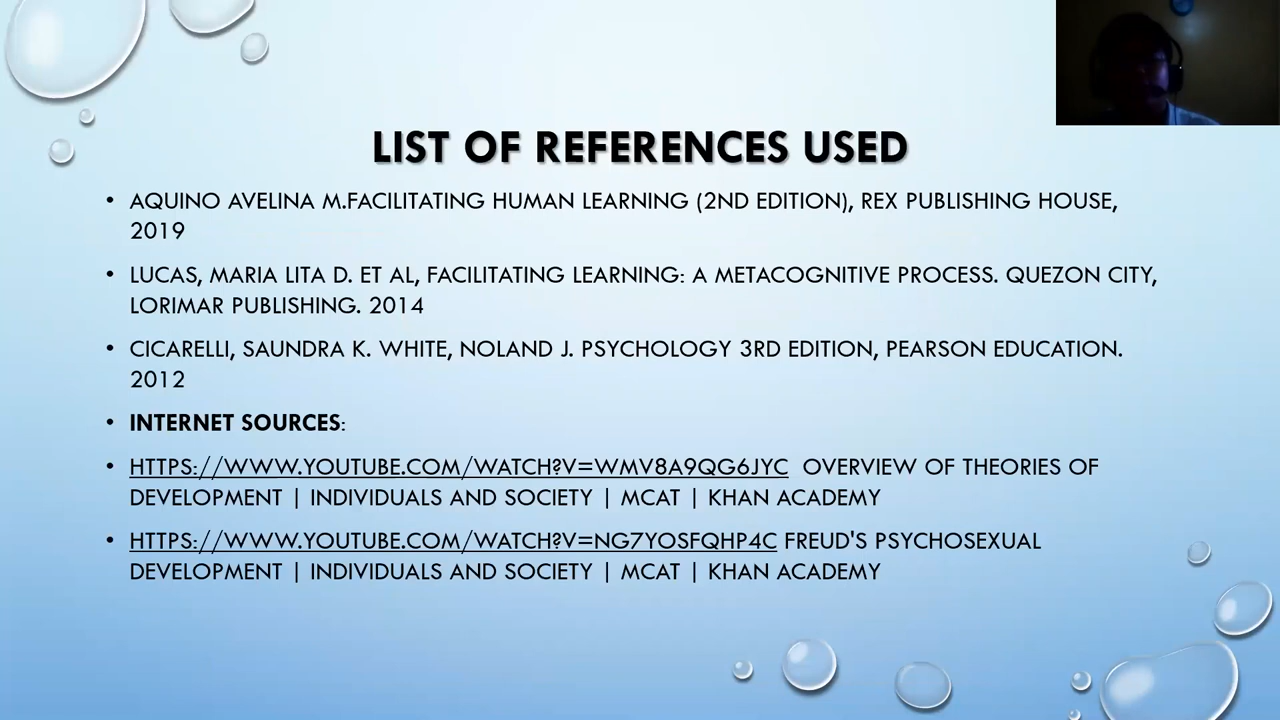 LIST OF REFERENCES USED
• AQUINO AVELINA M.FACILITATING HUMAN LEARNING (2ND EDITION), REX PUBLISHING HOUSE,
2019
• LUCAS, MARIA LITA D. ET AL, FACILITATING LEARNING: A METACOGNITIVE PROCESS. QUEZON CITY,
LORIMAR PUBLISHING. 2014
• CICARELLI, SAUNDRA K. WHITE, NOLAND J. PSYCHOLOGY 3RD EDITION, PEARSON EDUCATION.
2012
• INTERNET SOURCES:
• HTTPS://WWW.YOUTUBE.COM/WATCH?V=WMV8A9QG6JYC OVERVIEW OF THEORIES OF
DEVELOPMENT | INDIVIDUALS AND SOCIETY | MCAT | KHAN ACADEMY
• HTTPS://WWW.YOUTUBE.COM/WATCH?V=NG7YOSFQHP4C FREUD'S PSYCHOSEXUAL
DEVELOPMENT | INDIVIDUALS AND SOCIETY | MCAT | KHAN ACADEMY